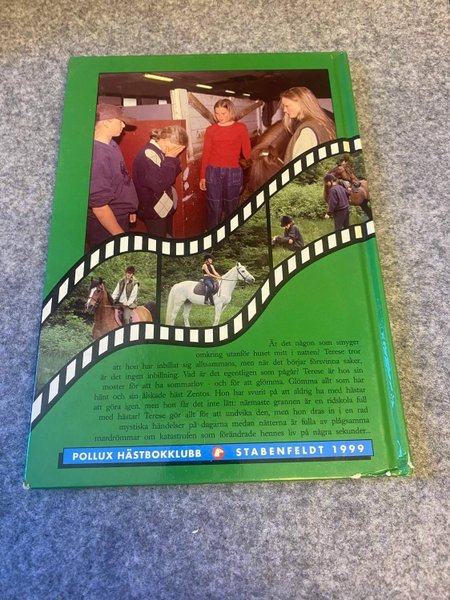 Är det någon som smyger
omkring utanför huset mitt i natten? Terese tror
att hon har inbillat sig alltsammans, men när det börjar försvinna saker,
är det ingen inbillning. Vad är det egentligen som pågår? Terese är hos sin
moster för att ha sommarlov - och för att glömma. Glömma allt som har
hänt och sin älskade häst Zentos. Hon har svurit på att aldrig ha med hästar
att göra igen, men hon får det inte lätt: närmaste grannen är en ridskola full
med hästar! Terese gör allt för att undvika den, men hon dras in i en rad
mystiska händelser på dagarna medan nätterna är fulla av plågsamma
mardrömmar om katastrofen som förändrade hennes liv på några sekunder...
POLLUX HÄSTBOKKLUBB STABENFELDT 1999